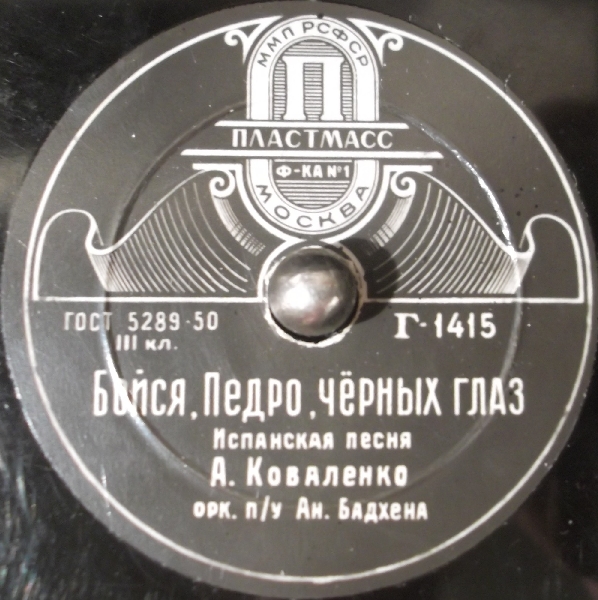 ММП РСФСР
П
ПЛАСТМАСС
Ф-КА №1
МОСКВА
ГОСТ 5289-50
III кл.
Г-1415
Бойся, Педро, чёрных глаз
Испанская песня
А. Коваленко
орк. п/у Ан. Бадхена